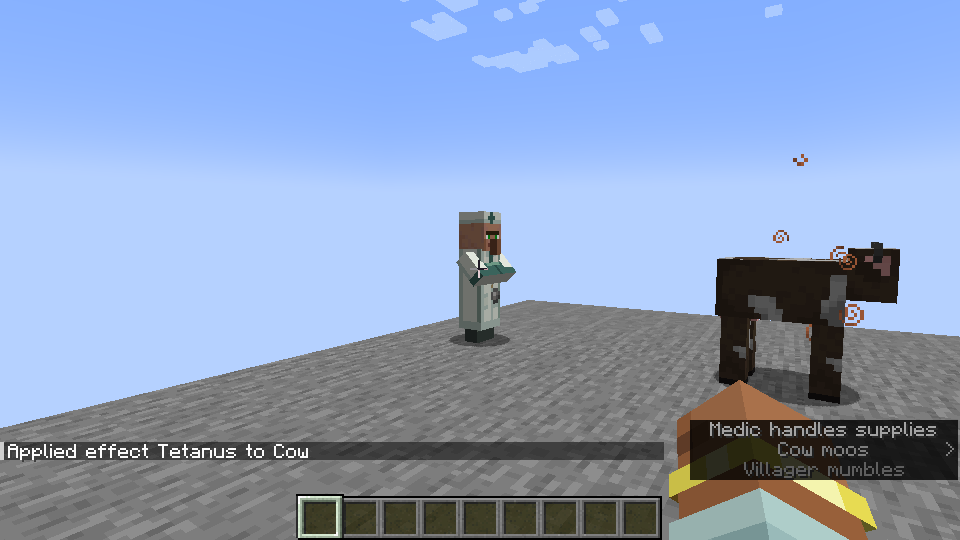 Applied effect Tetanus to Cow
Medic handles supplies
Cow moos >
Villager mumbles